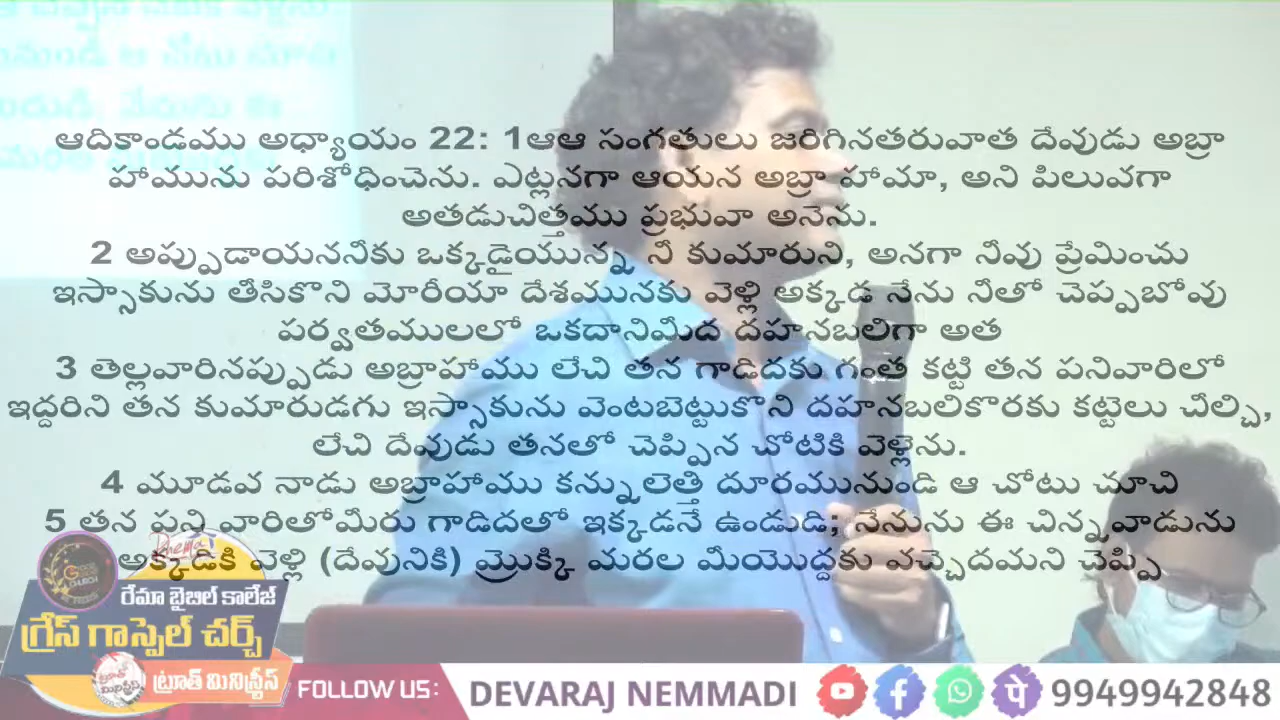 ఆదికాండము అధ్యాయం 22: 1ఆఆ సంగతులు జరిగినతరువాత దేవుడు అబ్రా
హామును పరిశోధించెను. ఎట్లనగా ఆయన అబ్రా హామా, అని పిలువగా
అతడుచిత్తము ప్రభువా అనెను.
2 అప్పుడాయననీకు ఒక్కడైయున్న నీ కుమారుని, అనగా నీవు ప్రేమించు
ఇస్సాకును తీసికొని మోరీయా దేశమునకు వెళ్లి అక్కడ నేను నీతో చెప్పబోవు
పర్వతములలో ఒకదానిమీద దహనబలిగా అత
3 తెల్లవారినప్పుడు అబ్రాహాము లేచి తన గాడిదకు గంత కట్టి తన పనివారిలో
ఇద్దరిని తన కుమారుడగు ఇస్సాకును వెంటబెట్టుకొని దహనబలికొరకు కట్టెలు చీల్చి,
లేచి దేవుడు తనతో చెప్పిన చోటికి వెళ్లెను.
4 మూడవ నాడు అబ్రాహాము కన్నులెత్తి దూరమునుండి ఆ చోటు చూచి
5 తన పని వారితోమీరు గాడిదతో ఇక్కడనే ఉండుడి; నేనును ఈ చిన్నవాడును
అక్కడికి వెళ్లి (దేవునికి) మ్రొక్కి మరల మీయొద్దకు వచ్చెదమని చెప్పి
Rhema
GOOD
CHURCH
రేమా బైబిల్ కాలేజ్
గ్రేస్ గాస్పెల్ చర్చ్
ట్రూత్ మినిస్ట్రీస్
FOLLOW US:
DEVARAJ NEMMADI
9949942848